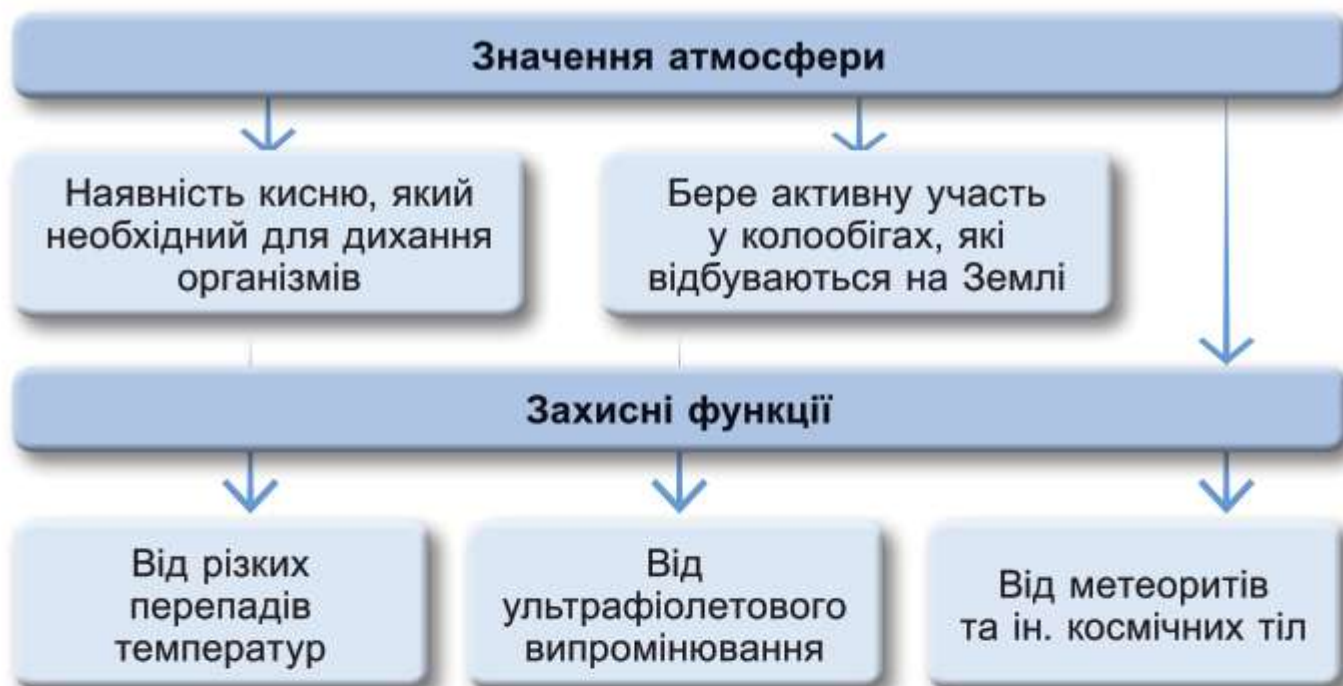 Значення атмосфери
Наявність кисню, який
необхідний для дихання
організмів
Бере активну участь
у колообігах, які
відбуваються на Землі
Захисні функції
Від різких
перепадів
температур
Від
ультрафіолетового
випромінювання
Від метеоритів
та ін. космічних тіл